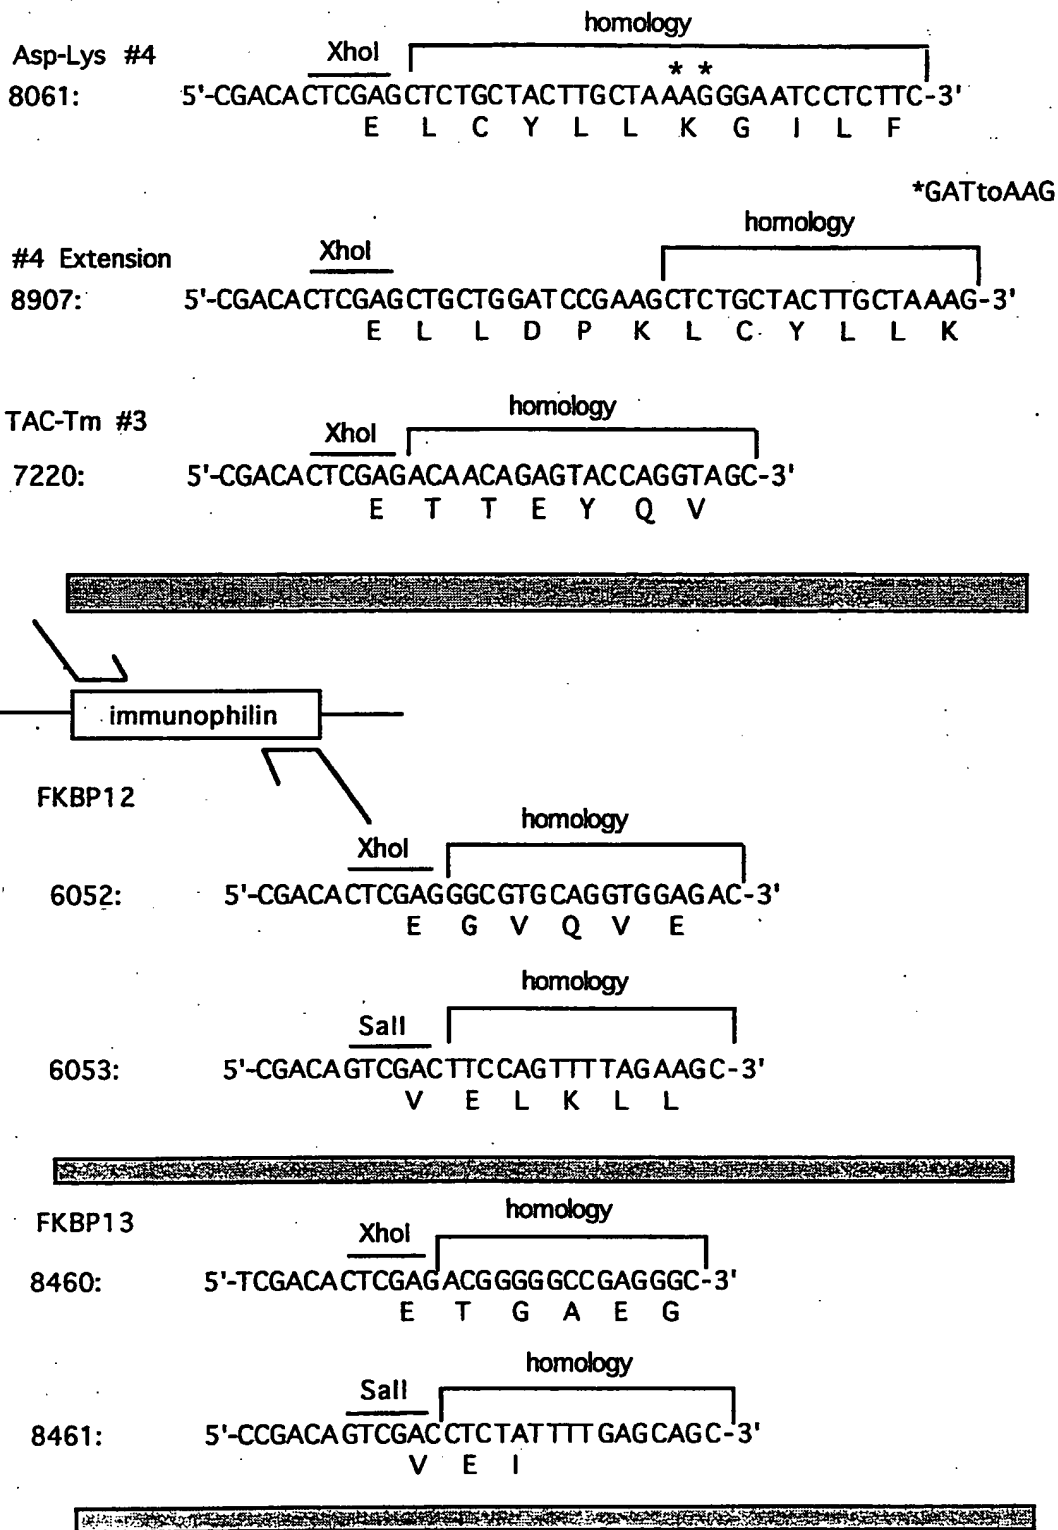 homology
Asp-Lys #4 XhoI
* *
8061: 5'-CGACACTCGAGCTCTGCTACTTGCTAAAGGGAATCCTCTTC-3'
E L C Y L L K G I L F
*GATtoAAG
homology
#4 Extension XhoI
8907: 5'-CGACACTCGAGCTGCTGGATCCGAAGCTCTGCTACTTGCTAAAG-3'
E L L D P K L C Y L L K
homology
TAC-Tm #3 XhoI
7220: 5'-CGACACTCGAGACAACAGAGTACCAGGTAGC-3'
E T T E Y Q V
immunophilin
FKBP12
homology
XhoI
6052: 5'-CGACACTCGAGGGCGTGCAGGTGGAGAC-3'
E G V Q V E
homology
SalI
6053: 5'-CGACAGTCGACTTCCAGTTTTAGAAGC-3'
V E L K L L
homology
FKBP13 XhoI
8460: 5'-TCGACACTCGAGACGGGGGCCGAGGGC-3'
E T G A E G
homology
SalI
8461: 5'-CCGACAGTCGACCTCTATTTTGAGCAGC-3'
V E I